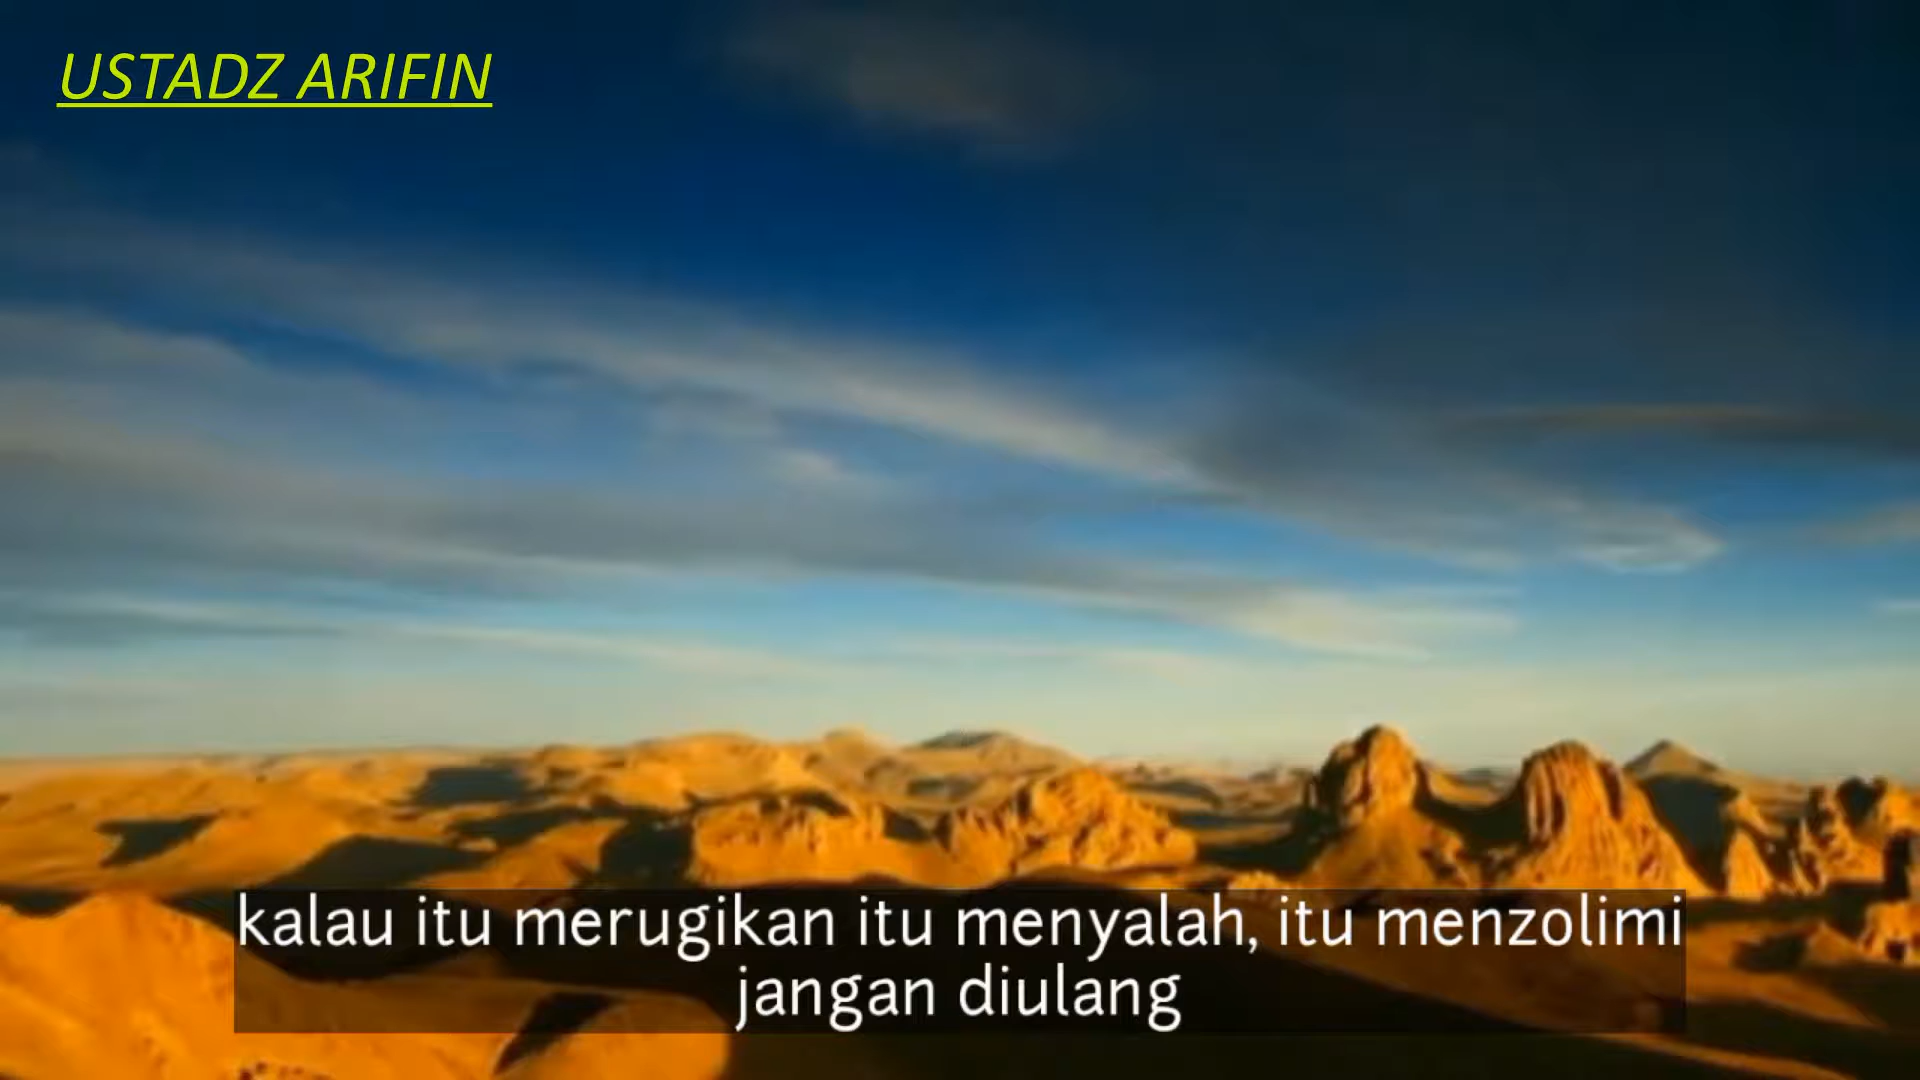 USTADZ ARIFIN
kalau itu merugikan itu menyalah, itu menzolimi
jangan diulang